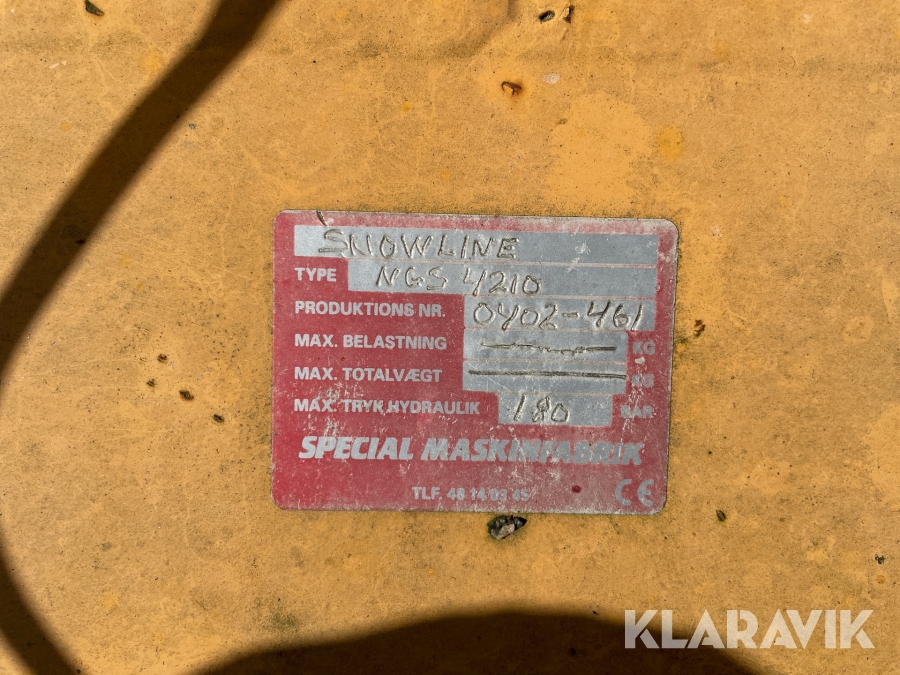 SNOWLINE
TYPE NGS 4210
PRODUKTIONS NR. 0402-461
MAX. BELASTNING KG
MAX. TOTALVÆGT KG
MAX. TRYK HYDRAULIK 180 BAR
SPECIAL MASKINFABRIK
TLF. 48 14 09 45
CE
KLARAVIK